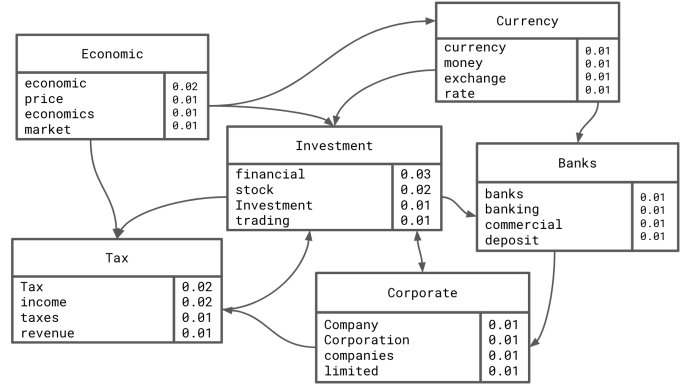 Currency
currency 0.01
money 0.01
exchange 0.01
rate 0.01
Economic
economic 0.02
price 0.01
economics 0.01
market 0.01
Investment
financial 0.03
stock 0.02
Investment 0.01
trading 0.01
Banks
banks 0.01
banking 0.01
commercial 0.01
deposit 0.01
Tax
Tax 0.02
income 0.02
taxes 0.01
revenue 0.01
Corporate
Company 0.01
Corporation 0.01
companies 0.01
limited 0.01